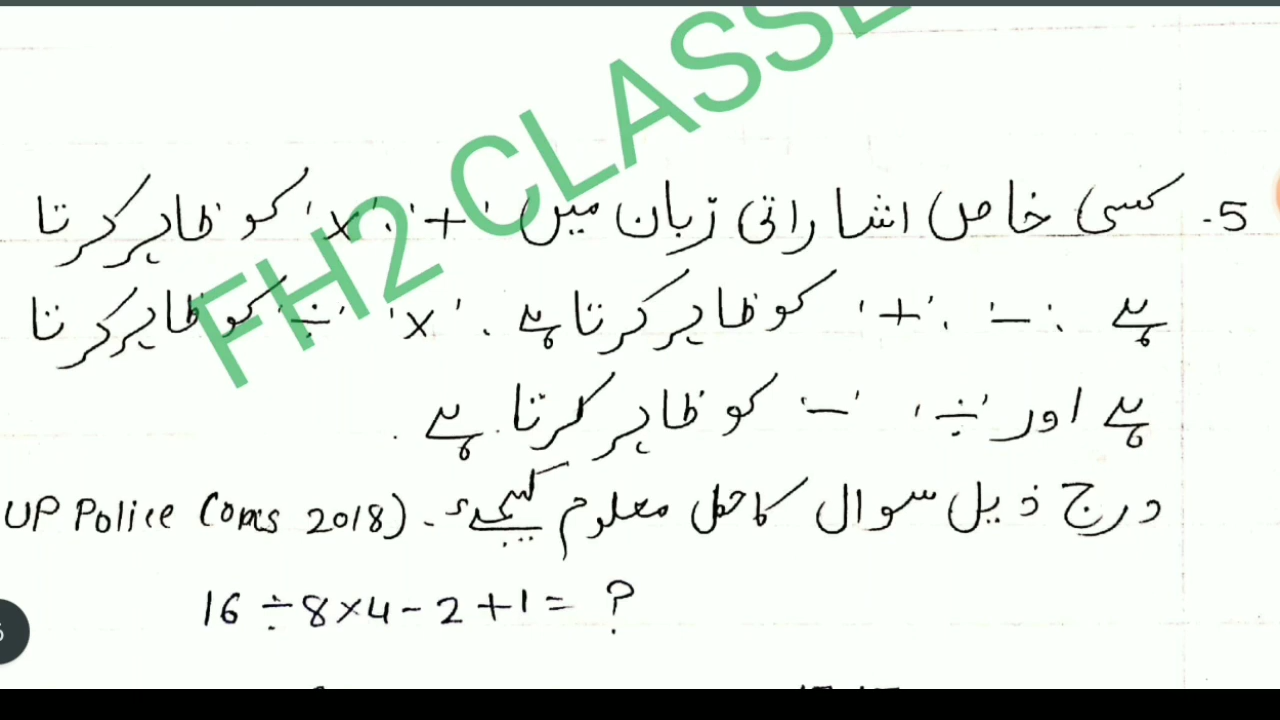 FH2 CLASSE
5. کسی خاص اشاراتی زبان میں '+'، '×' کو ظاہر کرتا
ہے، '−'، '+' کو ظاہر کرتا ہے، '×' '÷' کو ظاہر کرتا
ہے اور '÷' '−' کو ظاہر کرتا ہے۔
درج ذیل سوال کا حل معلوم کیجیے۔ UP Police Cons 2018)
16 ÷ 8 × 4 − 2 + 1 = ?